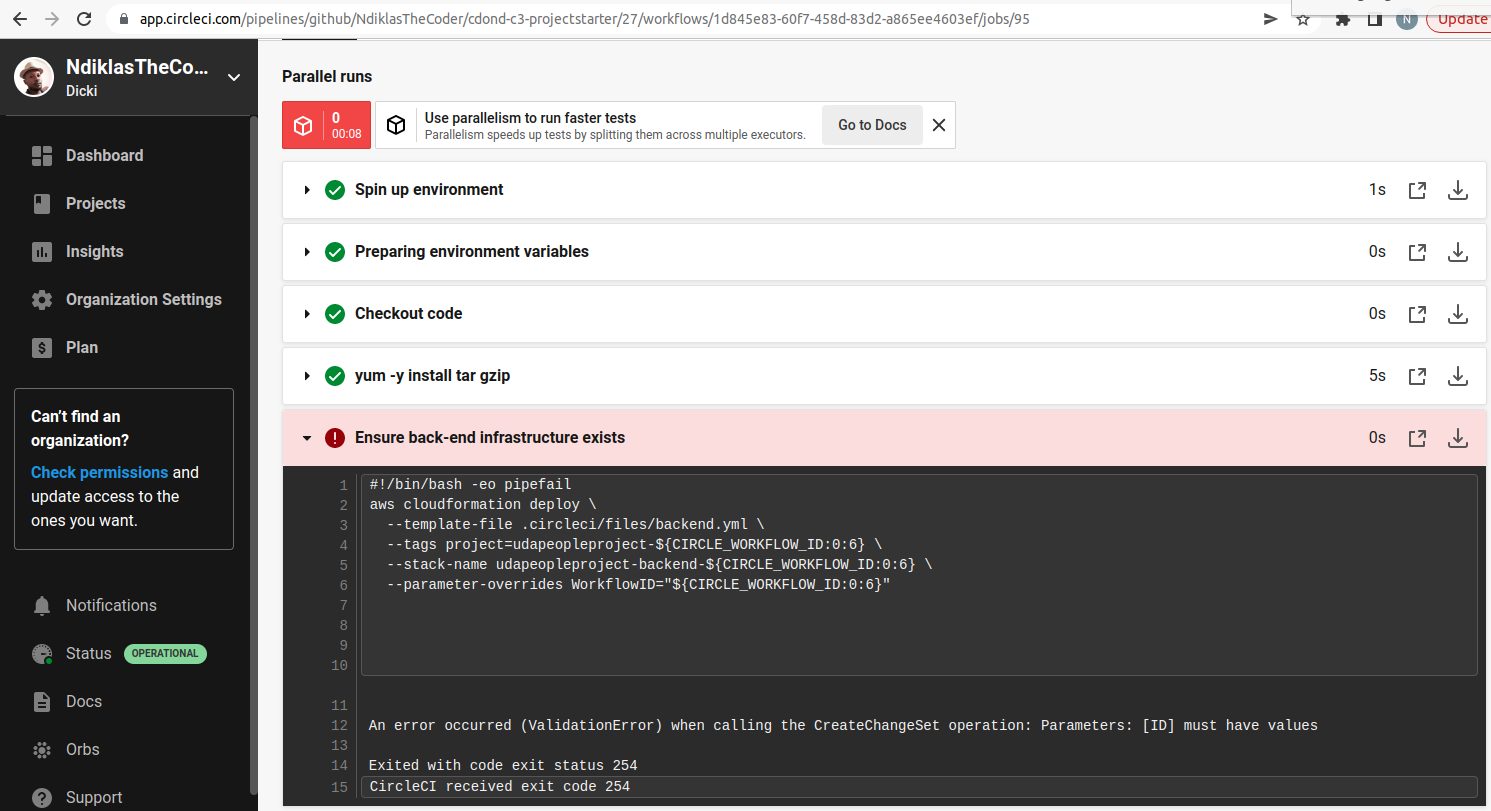 app.circleci.com/pipelines/github/NdiklasTheCoder/cdond-c3-projectstarter/27/workflows/1d845e83-60f7-458d-83d2-a865ee4603ef/jobs/95
N
Update
NdiklasTheCo...
Dicki
Dashboard
Projects
Insights
Organization Settings
Plan
Can't find an
organization?
Check permissions and
update access to the
ones you want.
Notifications
Status OPERATIONAL
Docs
Orbs
Support
Parallel runs
0
00:08
Use parallelism to run faster tests
Parallelism speeds up tests by splitting them across multiple executors.
Go to Docs
Spin up environment 1s
Preparing environment variables 0s
Checkout code 0s
yum -y install tar gzip 5s
Ensure back-end infrastructure exists 0s
1 #!/bin/bash -eo pipefail
2 aws cloudformation deploy \
3 --template-file .circleci/files/backend.yml \
4 --tags project=udapeopleproject-${CIRCLE_WORKFLOW_ID:0:6} \
5 --stack-name udapeopleproject-backend-${CIRCLE_WORKFLOW_ID:0:6} \
6 --parameter-overrides WorkflowID="${CIRCLE_WORKFLOW_ID:0:6}"
7
8
9
10
11
12 An error occurred (ValidationError) when calling the CreateChangeSet operation: Parameters: [ID] must have values
13
14 Exited with code exit status 254
15 CircleCI received exit code 254